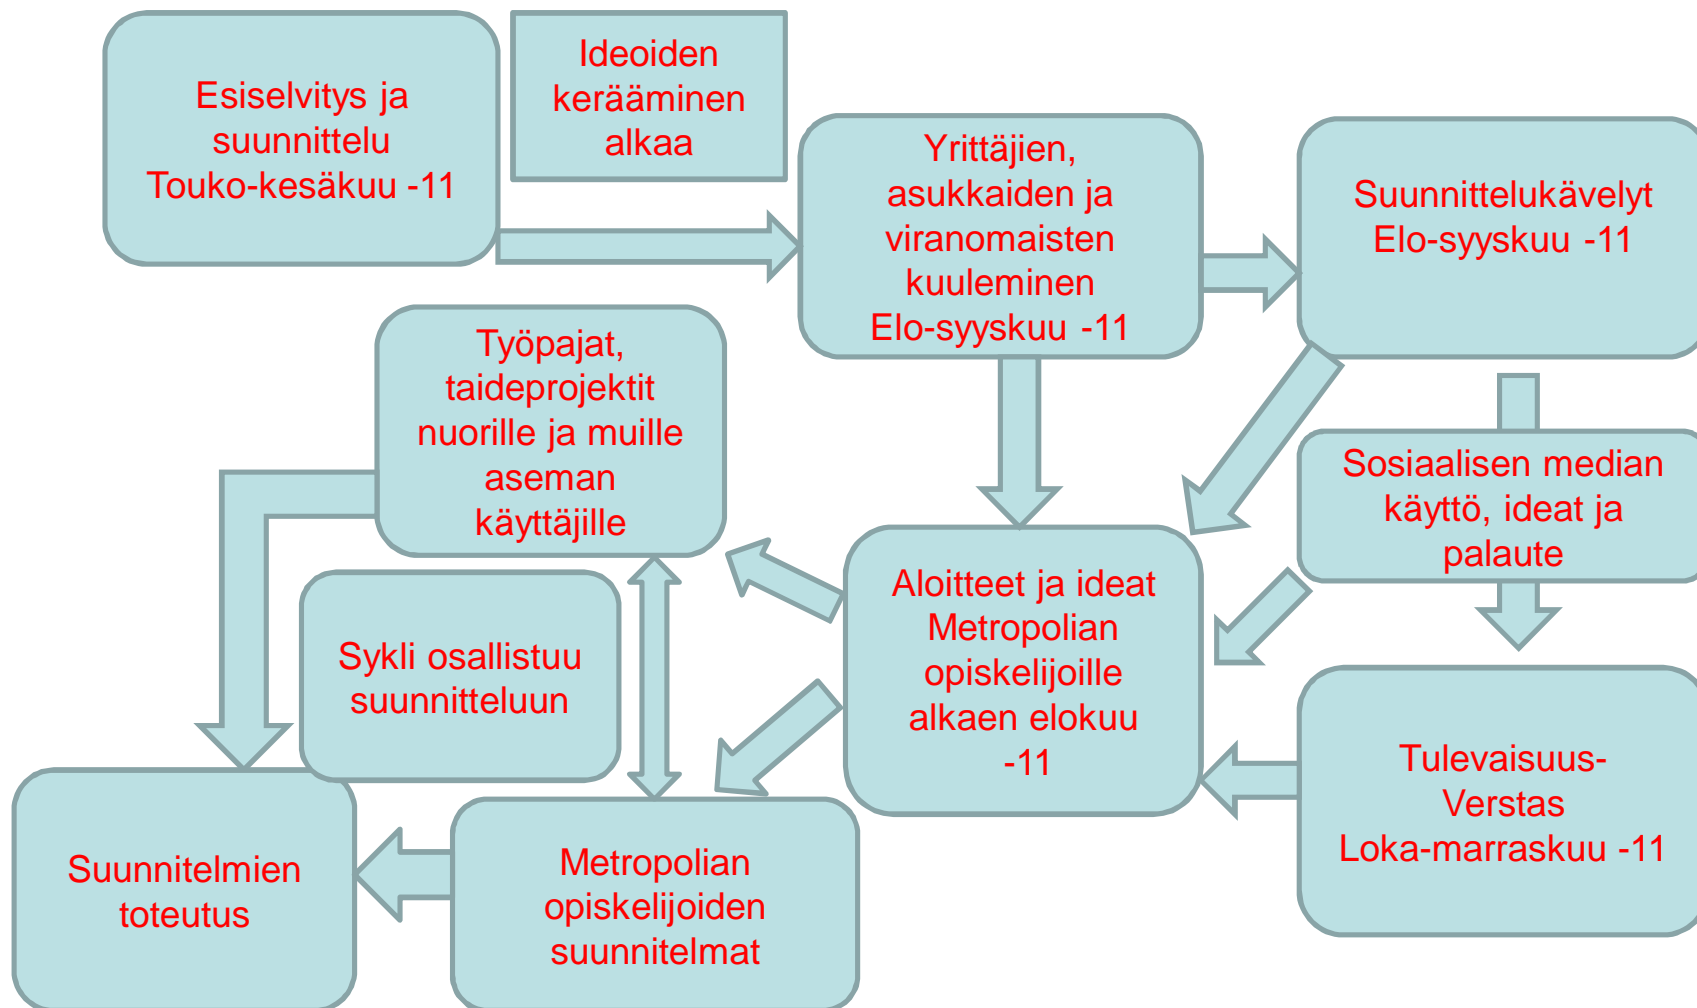 Esiselvitys ja
suunnittelu
Touko-kesäkuu -11
Ideoiden
kerääminen
alkaa
Yrittäjien,
asukkaiden ja
viranomaisten
kuuleminen
Elo-syyskuu -11
Suunnittelukävelyt
Elo-syyskuu -11
Työpajat,
taideprojektit
nuorille ja muille
aseman
käyttäjille
Sosiaalisen median
käyttö, ideat ja
palaute
Aloitteet ja ideat
Metropolian
opiskelijoille
alkaen elokuu
-11
Sykli osallistuu
suunnitteluun
Tulevaisuus-
Verstas
Loka-marraskuu -11
Suunnitelmien
toteutus
Metropolian
opiskelijoiden
suunnitelmat